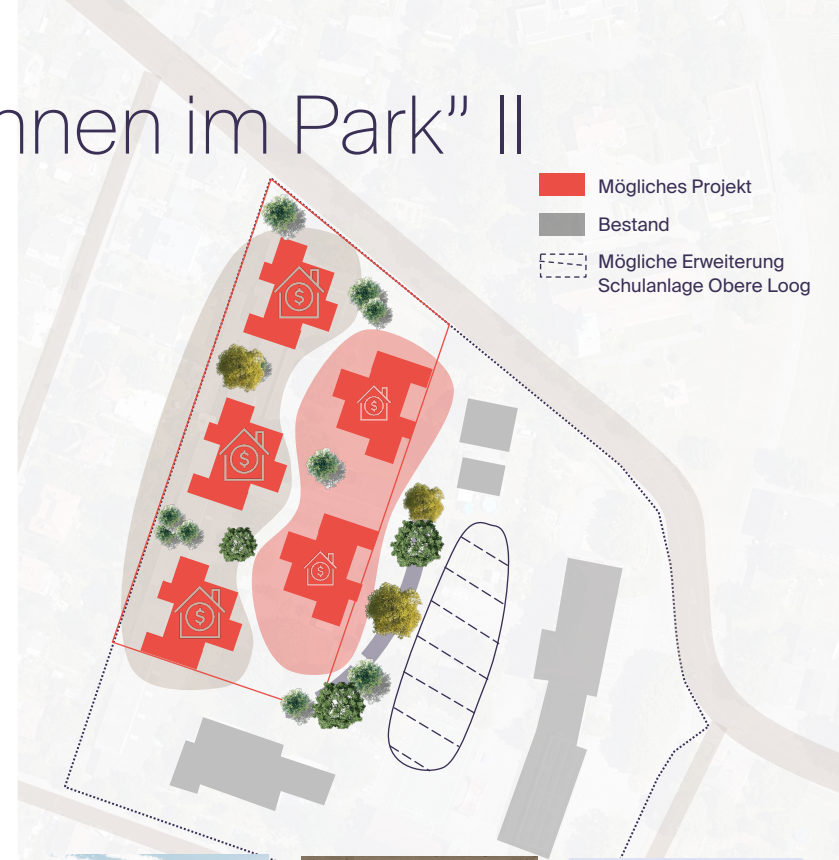 nnen im Park” II
Mögliches Projekt
Bestand
Mögliche Erweiterung
Schulanlage Obere Loog
$
$
$
$
$